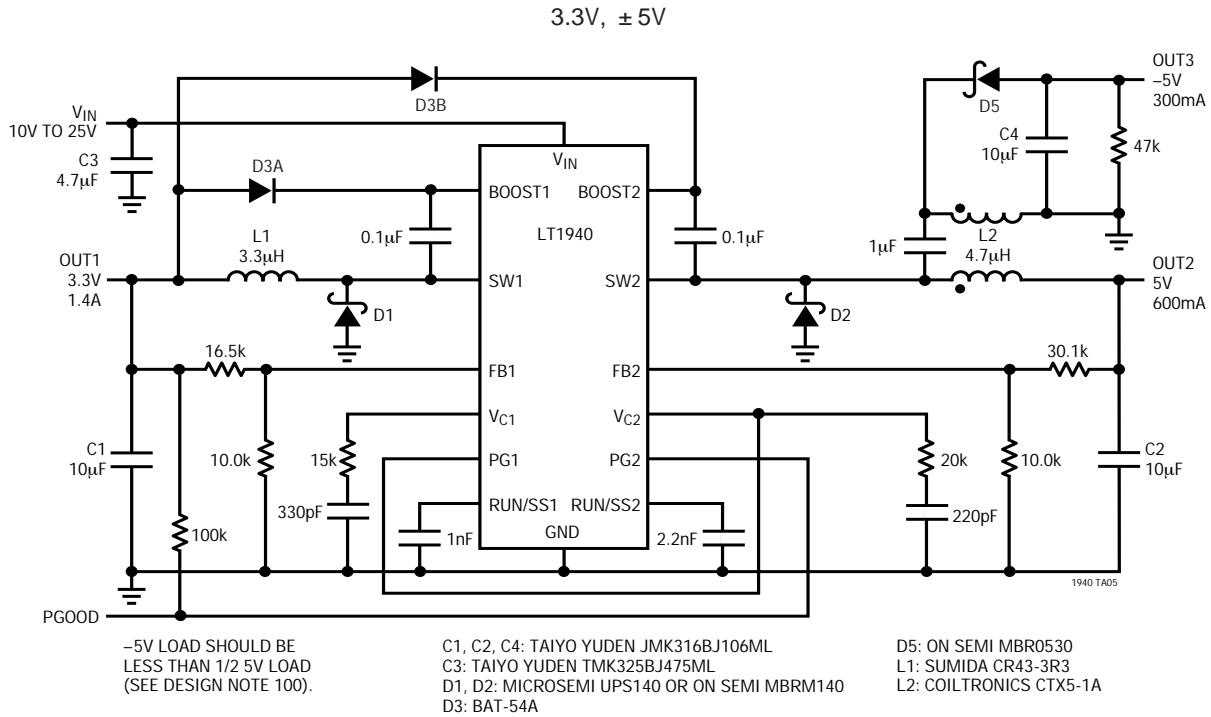 3.3V, ±5V
OUT3
–5V
300mA
D3B
D5
VIN
10V TO 25V
C4
10µF
47k
C3
4.7µF
D3A
VIN
BOOST1
BOOST2
LT1940
L1
3.3µH
0.1µF
0.1µF
1µF
L2
4.7µH
OUT1
3.3V
1.4A
SW1
SW2
OUT2
5V
600mA
D1
D2
16.5k
FB1
FB2
30.1k
VC1
VC2
C1
10µF
10.0k
15k
PG1
PG2
20k
10.0k
C2
10µF
330pF
RUN/SS1
RUN/SS2
220pF
100k
1nF
GND
2.2nF
1940 TA05
PGOOD
–5V LOAD SHOULD BE
LESS THAN 1/2 5V LOAD
(SEE DESIGN NOTE 100).
C1, C2, C4: TAIYO YUDEN JMK316BJ106ML
C3: TAIYO YUDEN TMK325BJ475ML
D1, D2: MICROSEMI UPS140 OR ON SEMI MBRM140
D3: BAT-54A
D5: ON SEMI MBR0530
L1: SUMIDA CR43-3R3
L2: COILTRONICS CTX5-1A